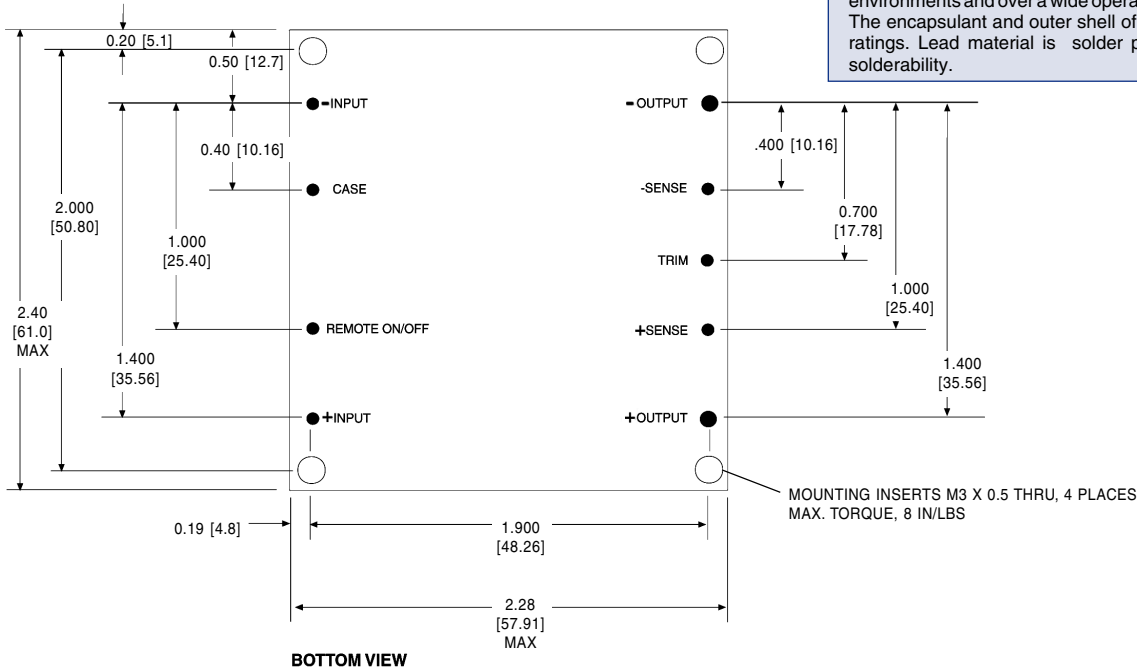 environments and over a wide opera
The encapsulant and outer shell of
ratings. Lead material is solder p
solderability.
0.20 [5.1]
0.50 [12.7]
-INPUT
-OUTPUT
0.40 [10.16]
.400 [10.16]
CASE
-SENSE
2.000
[50.80]
0.700
[17.78]
1.000
[25.40]
TRIM
1.000
[25.40]
2.40
[61.0]
MAX
REMOTE ON/OFF
+SENSE
1.400
[35.56]
1.400
[35.56]
+INPUT
+OUTPUT
MOUNTING INSERTS M3 X 0.5 THRU, 4 PLACES
MAX. TORQUE, 8 IN/LBS
0.19 [4.8]
1.900
[48.26]
2.28
[57.91]
MAX
BOTTOM VIEW